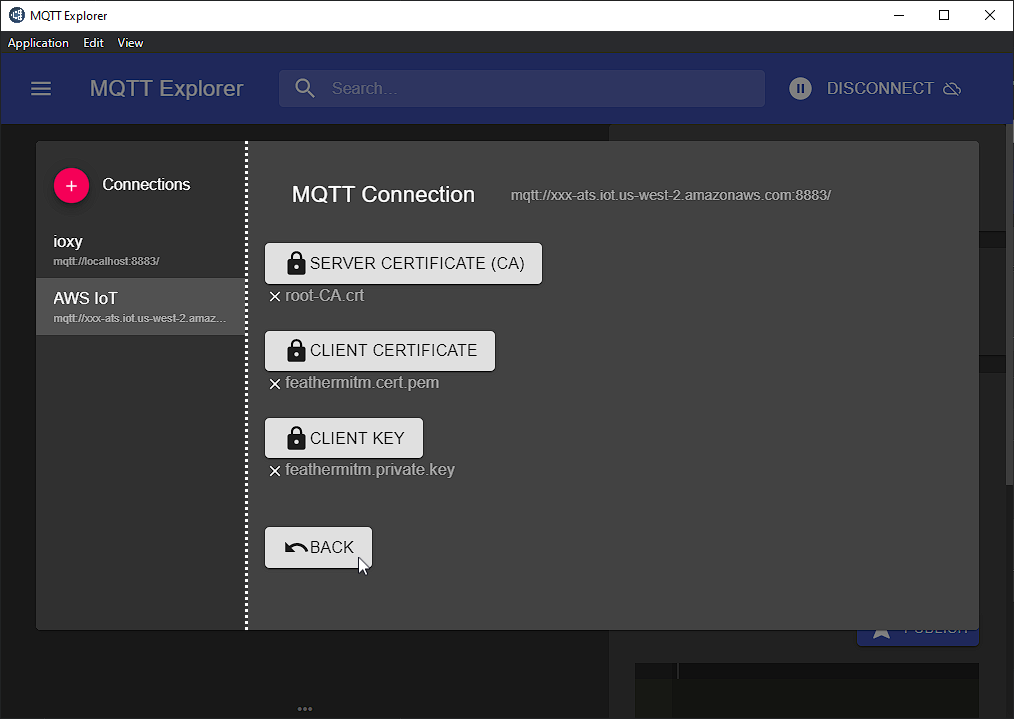 MQTT Explorer
Application Edit View
MQTT Explorer Search... DISCONNECT
Connections
ioxy
mqtt://localhost:8883/
AWS IoT
mqtt://xxx-ats.iot.us-west-2.amaz...
MQTT Connection mqtt://xxx-ats.iot.us-west-2.amazonaws.com:8883/
SERVER CERTIFICATE (CA)
root-CA.crt
CLIENT CERTIFICATE
feathermitm.cert.pem
CLIENT KEY
feathermitm.private.key
BACK
PUBLISH